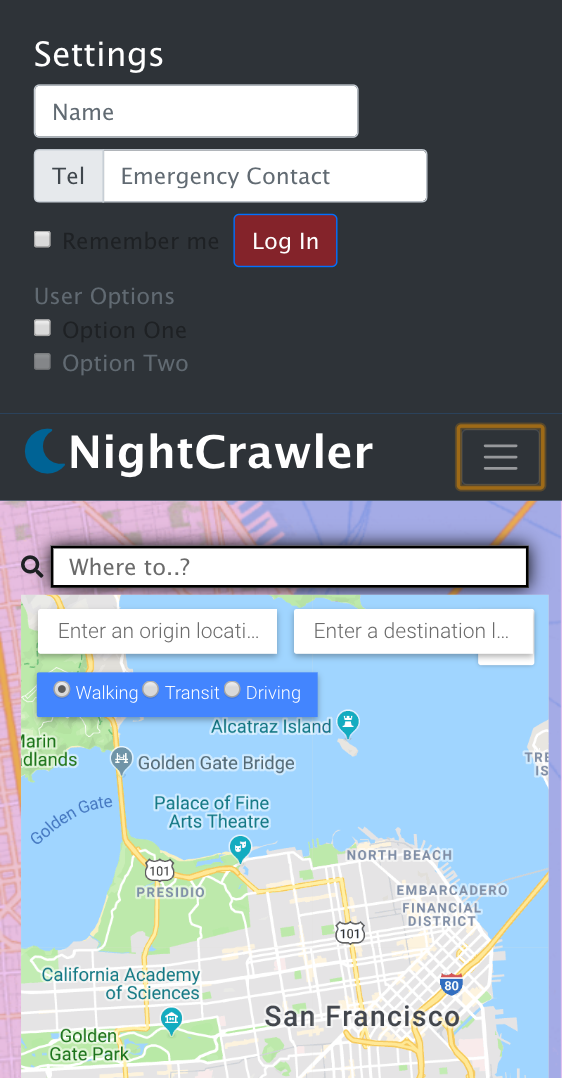 Settings
Name
Tel Emergency Contact
Remember me Log In
User Options
Option One
Option Two
NightCrawler
Where to..?
Enter an origin locati... Enter a destination l...
Walking Transit Driving
Alcatraz Island
Golden Gate Bridge
Golden Gate
Palace of Fine
Arts Theatre
NORTH BEACH
101
PRESIDIO
EMBARCADERO
FINANCIAL
DISTRICT
101
California Academy
of Sciences
80
San Francisco
Golden
Gate Park